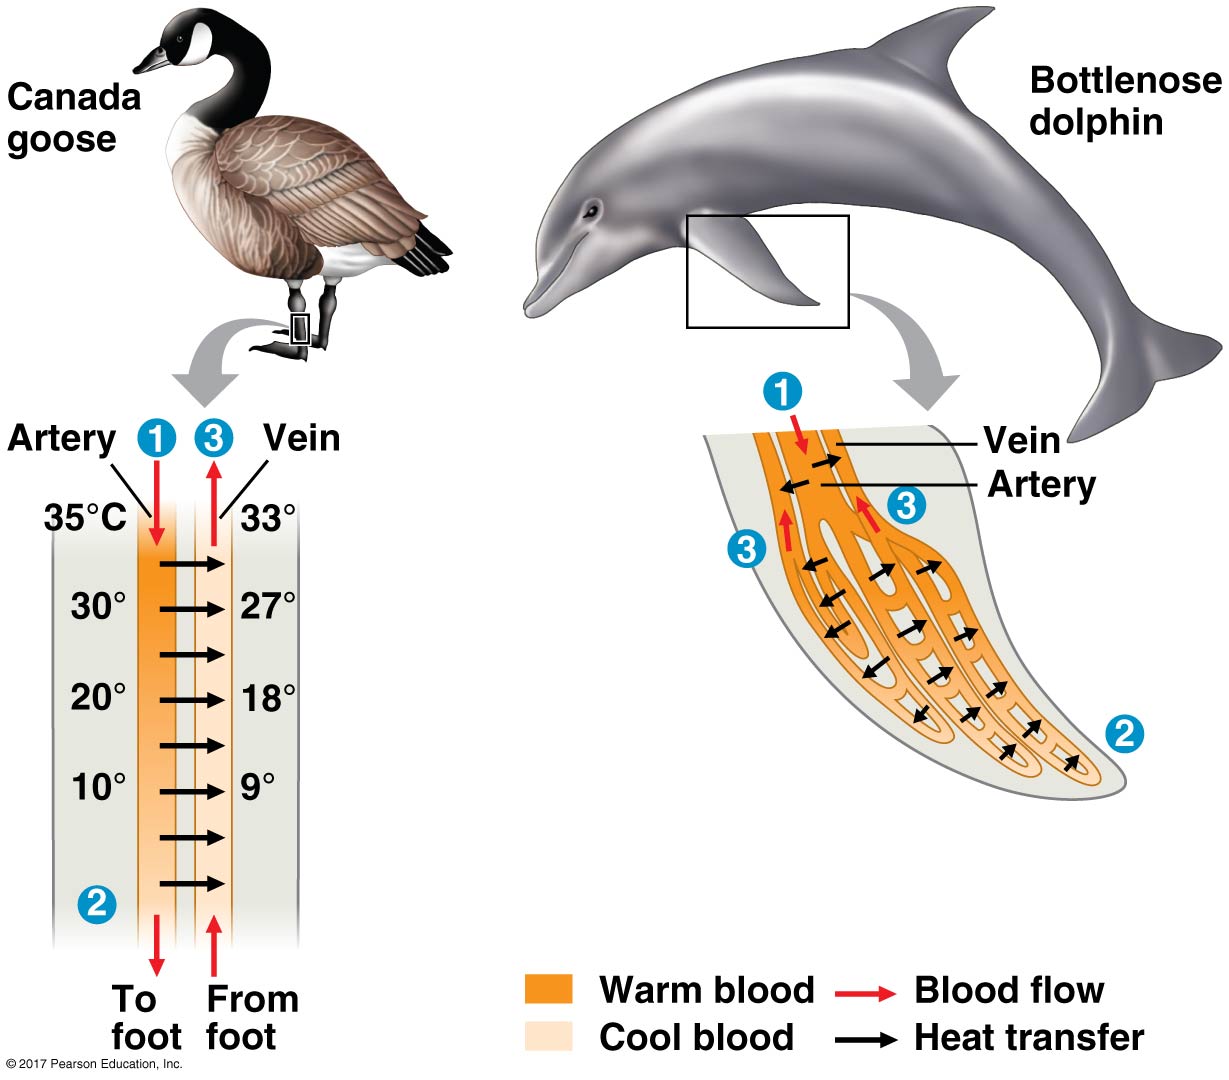 Canada
goose
Bottlenose
dolphin
Artery 1 3 Vein
35°C 33°
30° 27°
20° 18°
10° 9°
2
To
foot
From
foot
1
Vein
Artery
3
3
2
Warm blood
Cool blood
Blood flow
Heat transfer
© 2017 Pearson Education, Inc.